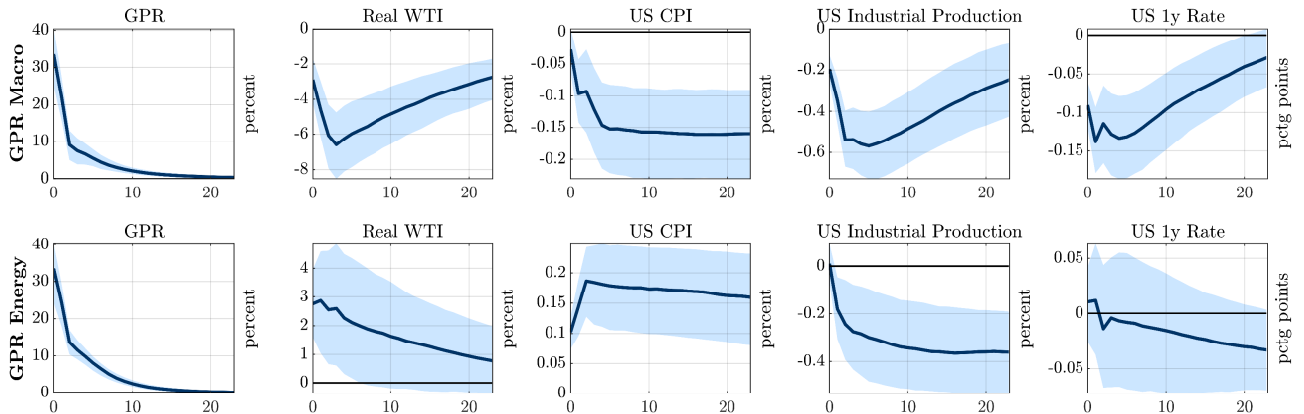 GPR
Real WTI
US CPI
US Industrial Production
US 1y Rate
GPR Macro
40
30
20
10
0
0 10 20
percent
0
-2
-4
-6
-8
0 10 20
percent
0
-0.05
-0.1
-0.15
-0.2
0 10 20
percent
0
-0.2
-0.4
-0.6
0 10 20
percent
0
-0.05
-0.1
-0.15
0 10 20
pctg points
GPR
Real WTI
US CPI
US Industrial Production
US 1y Rate
GPR Energy
40
30
20
10
0
0 10 20
percent
4
3
2
1
0
0 10 20
percent
0.2
0.15
0.1
0.05
0
0 10 20
percent
0
-0.2
-0.4
0 10 20
percent
0.05
0
-0.05
0 10 20
pctg points